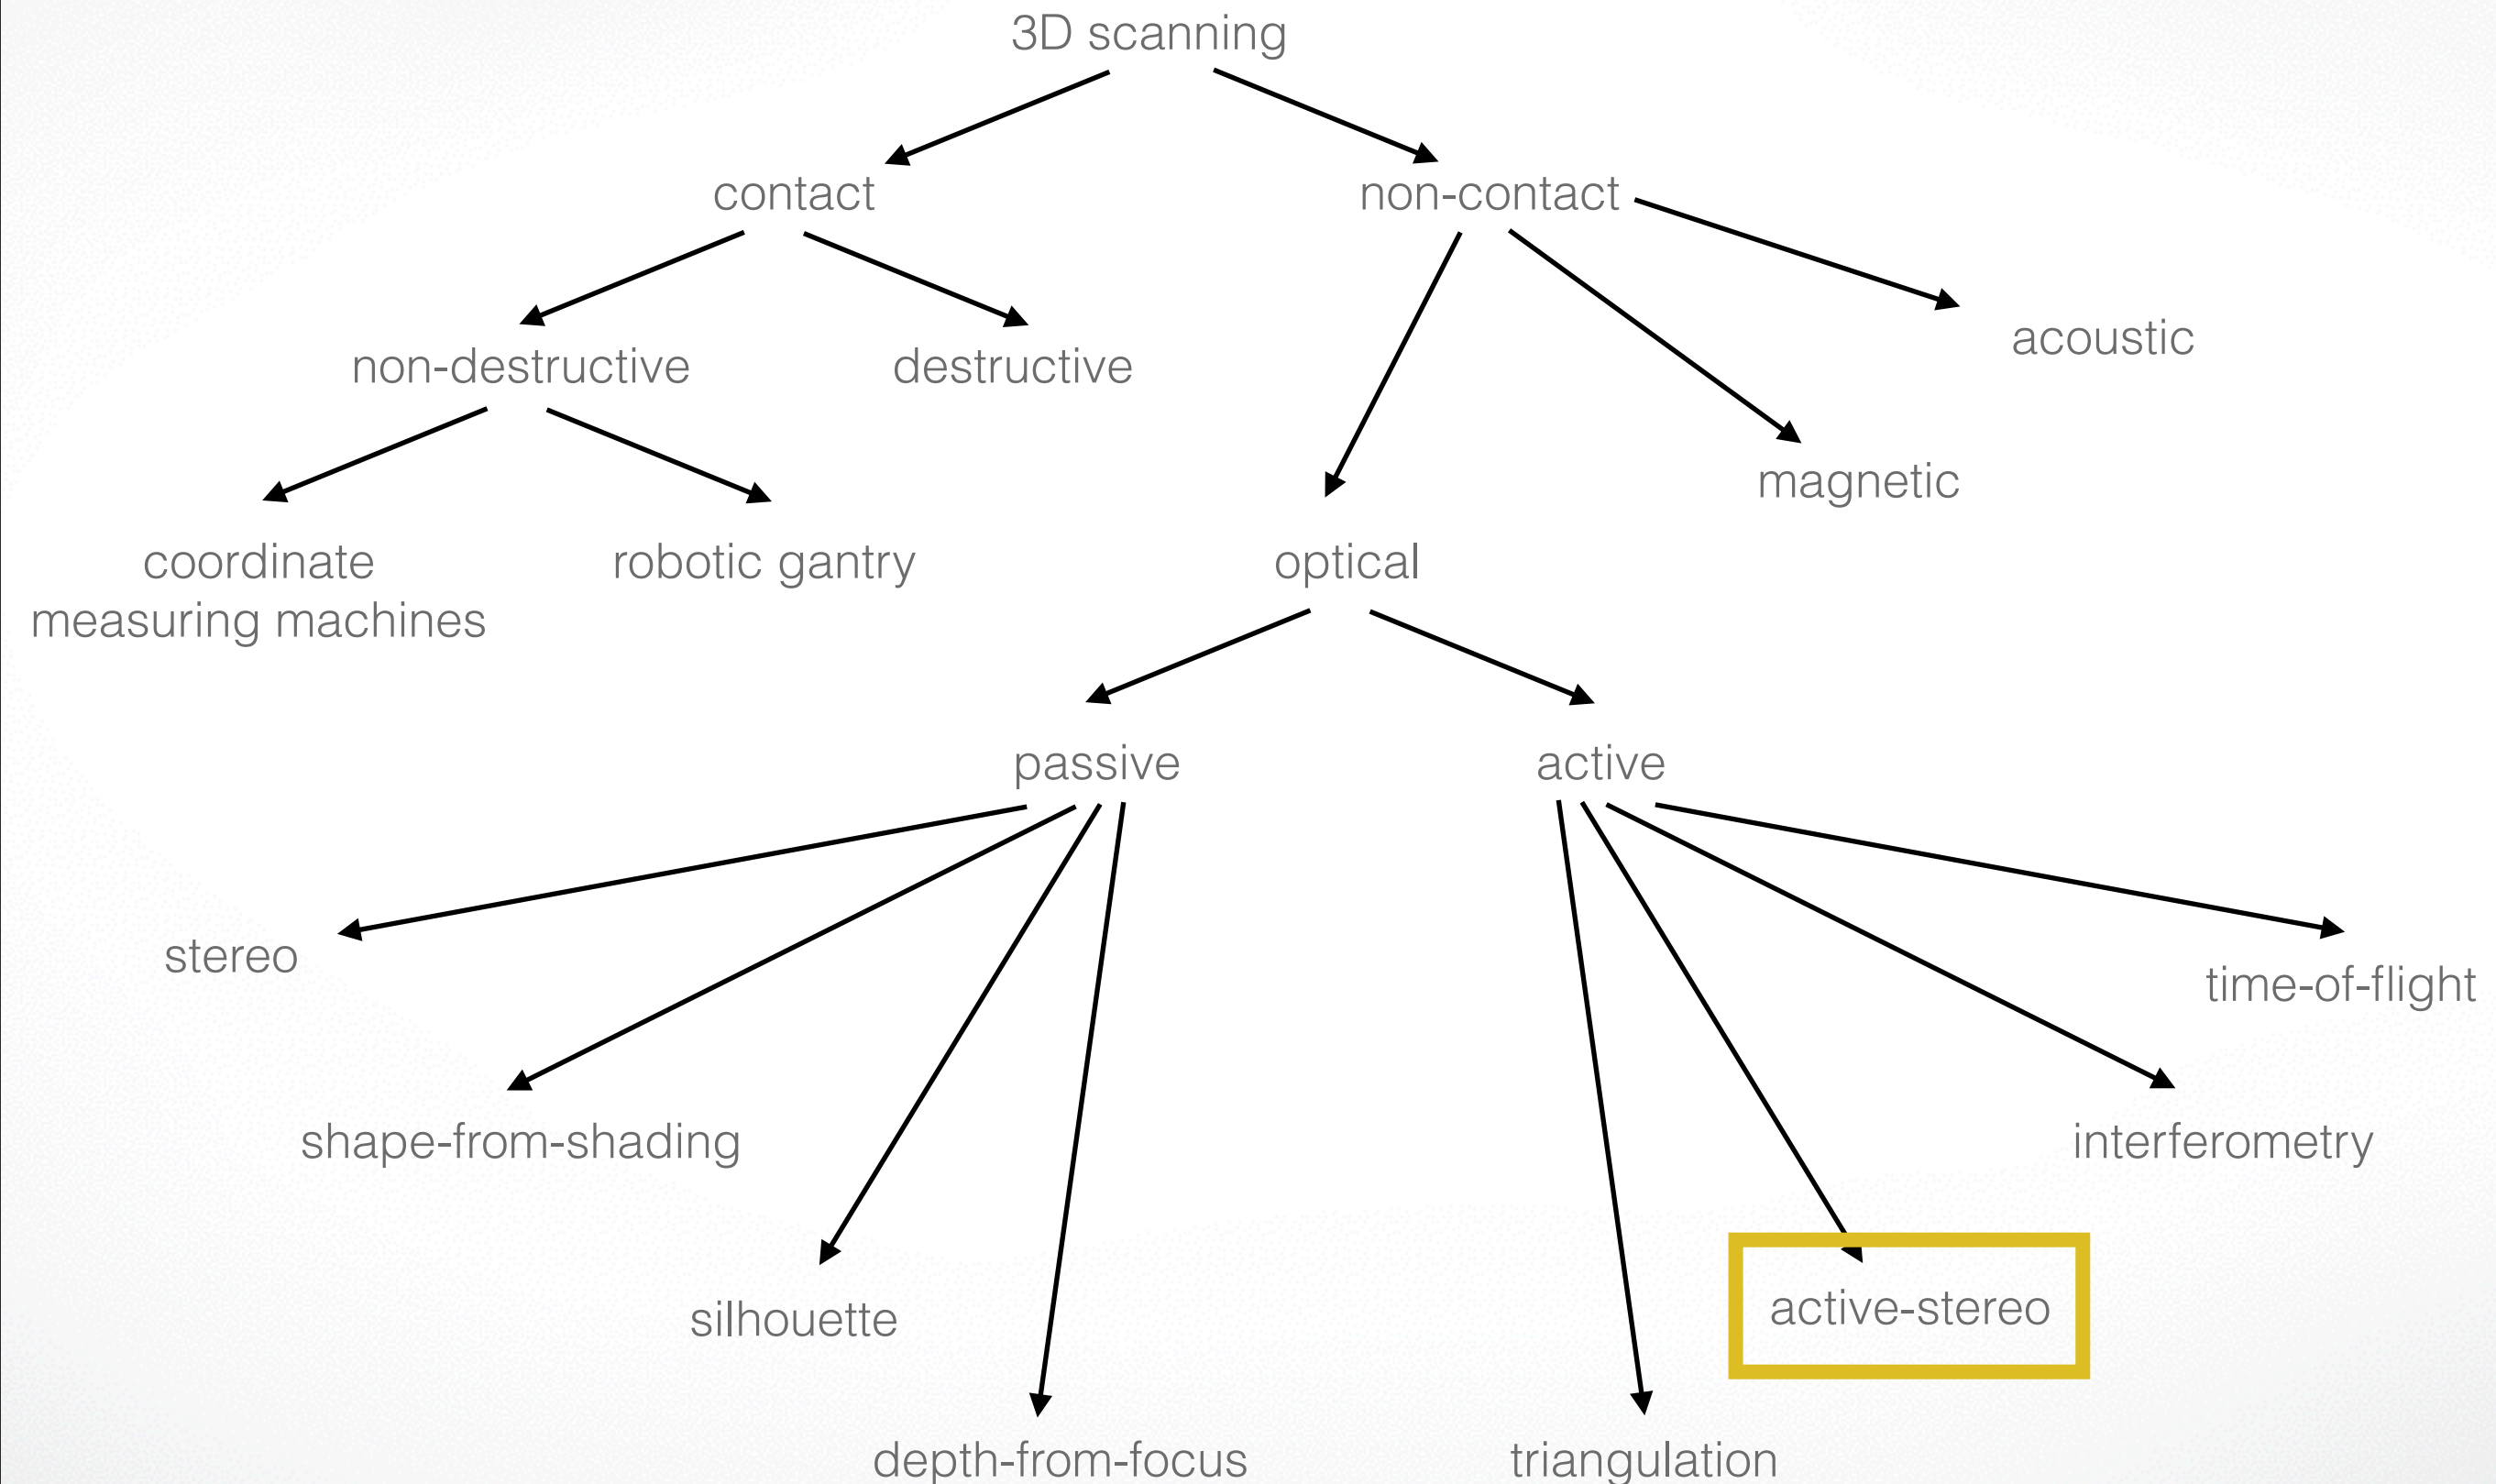 3D scanning
contact
non-contact
acoustic
non-destructive
destructive
magnetic
coordinate
measuring machines
robotic gantry
optical
passive
active
stereo
time-of-flight
shape-from-shading
interferometry
silhouette
active-stereo
depth-from-focus
triangulation